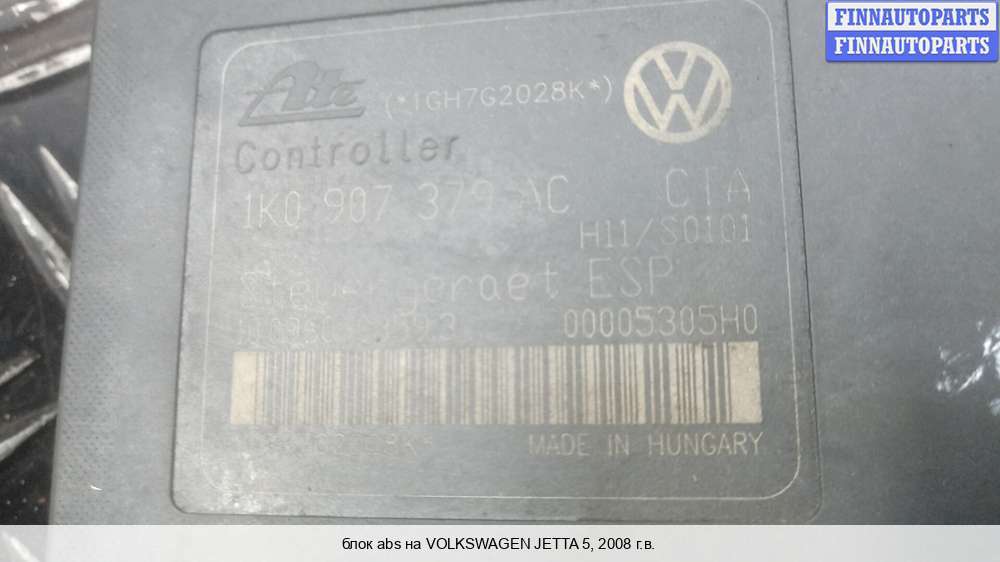 FINNAUTOPARTS
FINNAUTOPARTS
Ate (*1GH7G2028K*)
Controller
1K0 907 379 AC CTA
H11/S0101
Steuergeraet ESP
00005305H0
MADE IN HUNGARY
блок abs на VOLKSWAGEN JETTA 5, 2008 г.в.